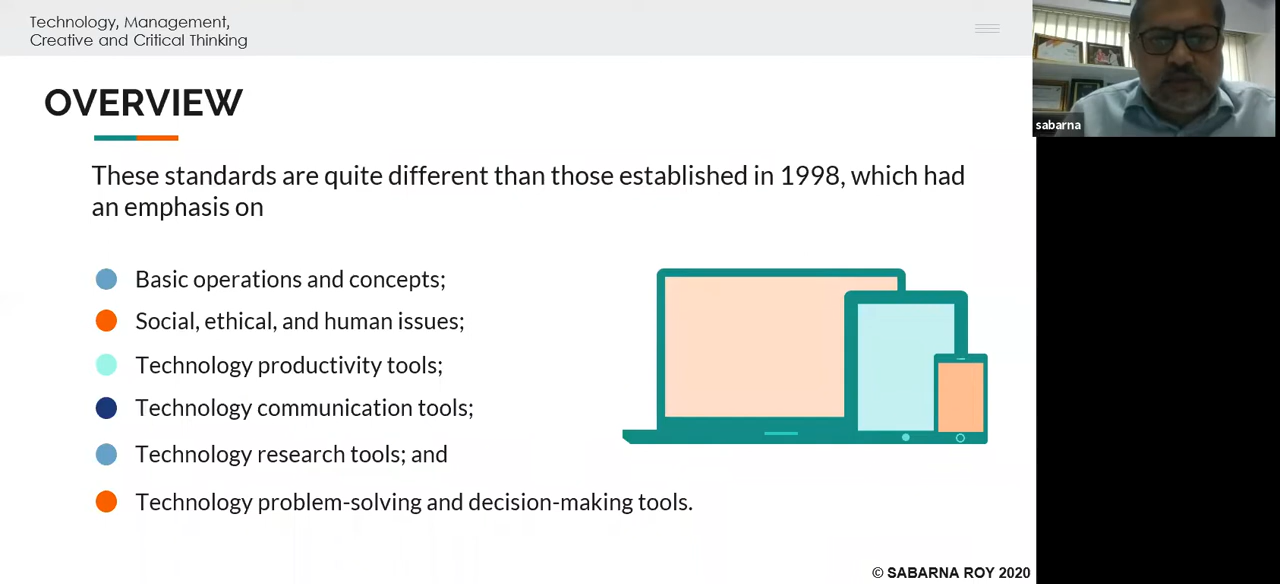 Technology, Management,
Creative and Critical Thinking
OVERVIEW
These standards are quite different than those established in 1998, which had
an emphasis on
Basic operations and concepts;
Social, ethical, and human issues;
Technology productivity tools;
Technology communication tools;
Technology research tools; and
Technology problem-solving and decision-making tools.
© SABARNA ROY 2020
sabarna